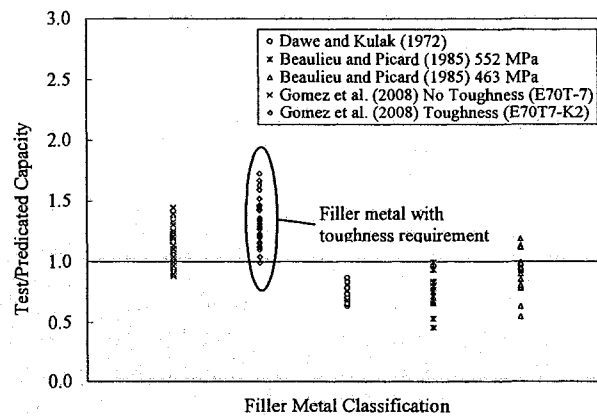 3.0
2.5
2.0
1.5
1.0
0.5
0.0
Test/Predicated Capacity
Dawe and Kulak (1972)
Beaulieu and Picard (1985) 552 MPa
Beaulieu and Picard (1985) 463 MPa
Gomez et al. (2008) No Toughness (E70T-7)
Gomez et al. (2008) Toughness (E70T7-K2)
Filler metal with
toughness requirement
Filler Metal Classification